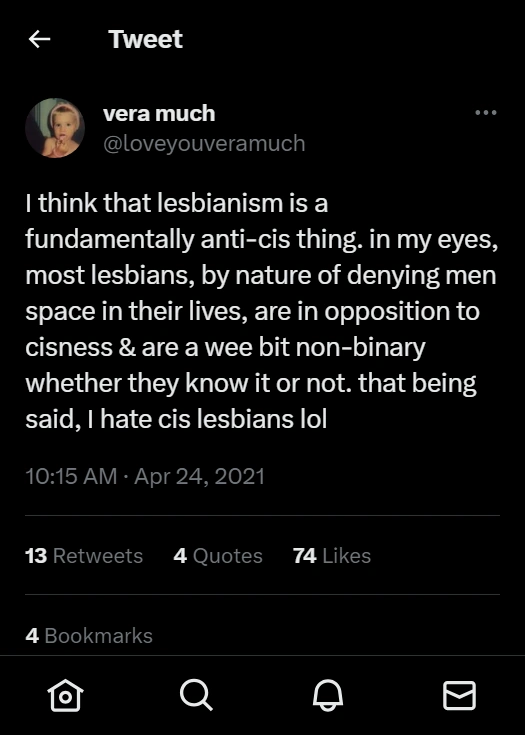 Tweet
vera much
@loveyouveramuch
I think that lesbianism is a
fundamentally anti-cis thing. in my eyes,
most lesbians, by nature of denying men
space in their lives, are in opposition to
cisness & are a wee bit non-binary
whether they know it or not. that being
said, I hate cis lesbians lol
10:15 AM · Apr 24, 2021
13 Retweets 4 Quotes 74 Likes
4 Bookmarks